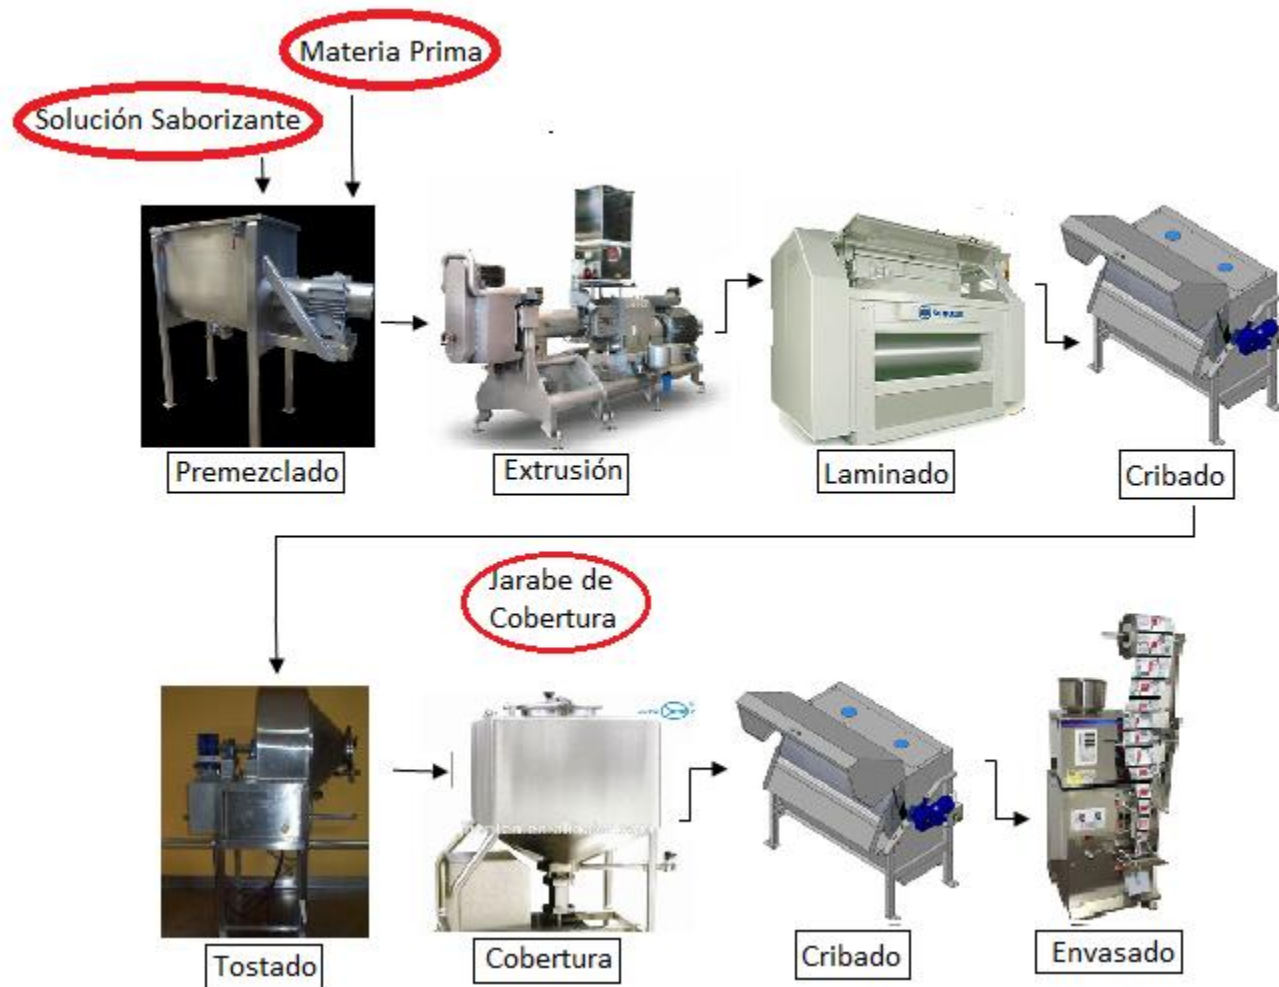 Materia Prima
Solución Saborizante
Premezclado
Extrusión
Laminado
Cribado
Jarabe de
Cobertura
Tostado
Cobertura
Cribado
Envasado